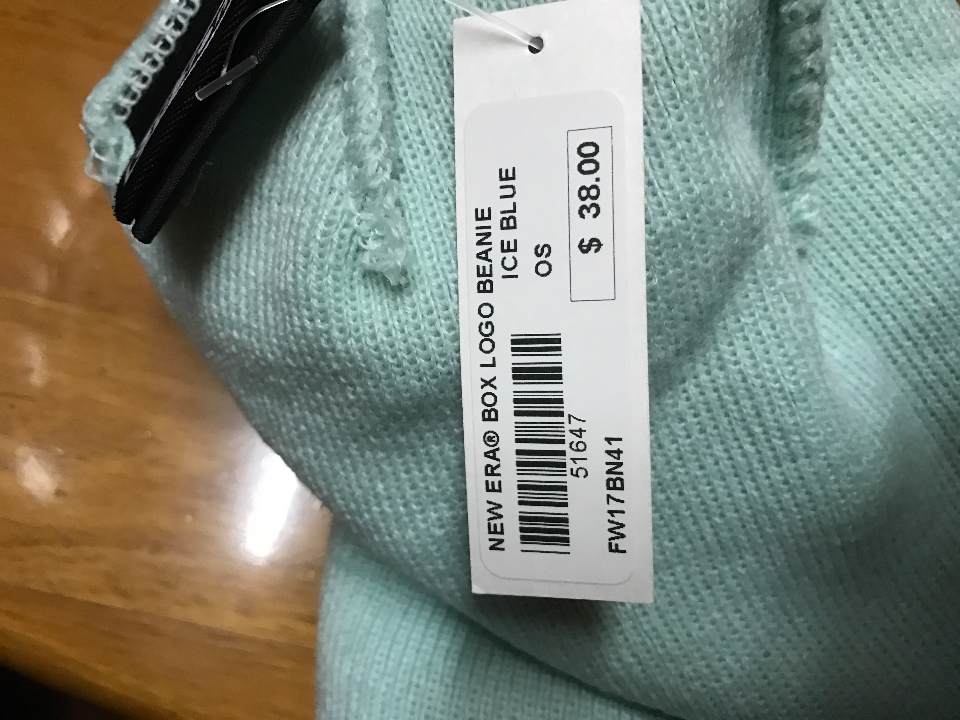 NEW ERA® BOX LOGO BEANIE
ICE BLUE
OS
$ 38.00
51647
FW17BN41